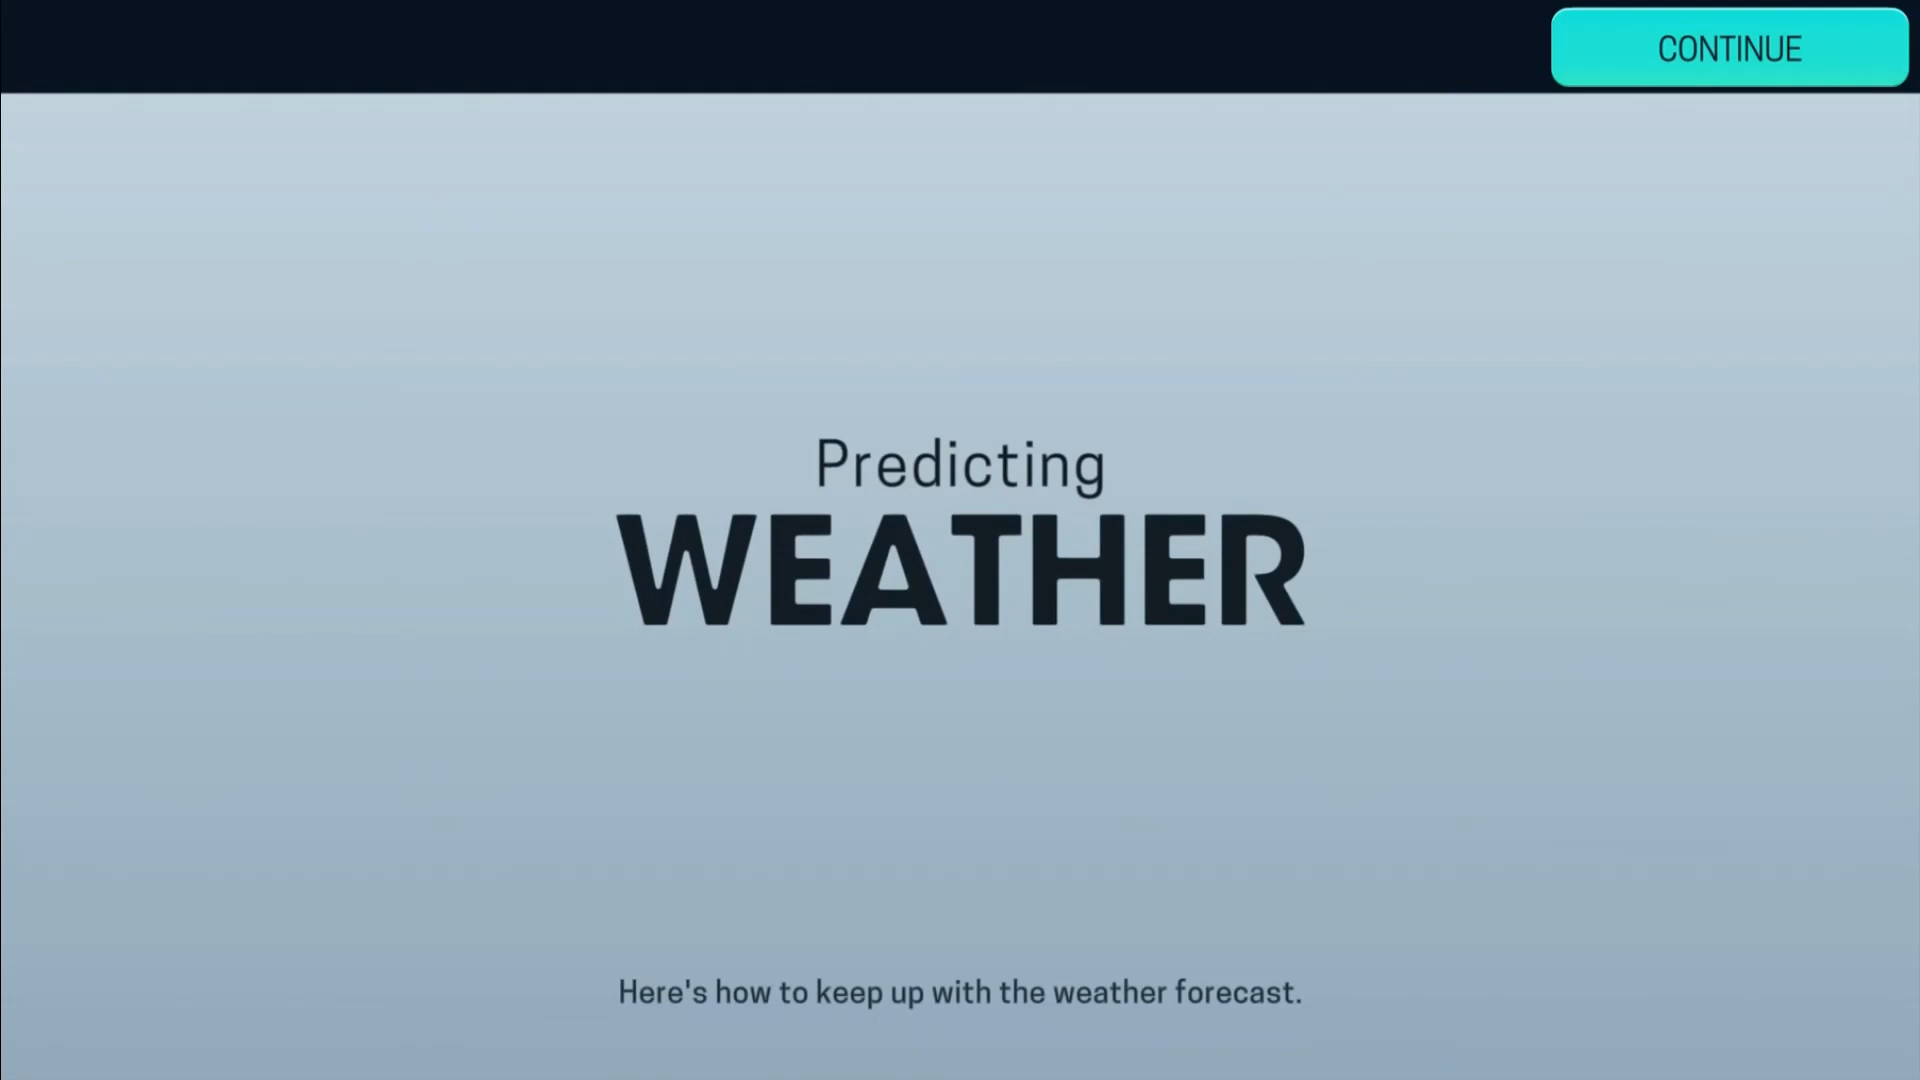 CONTINUE
Predicting
WEATHER
Here's how to keep up with the weather forecast.